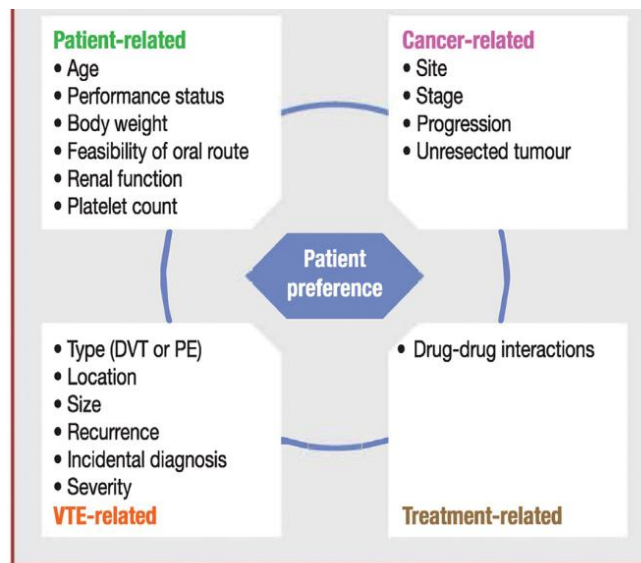 Patient-related
• Age
• Performance status
• Body weight
• Feasibility of oral route
• Renal function
• Platelet count
Cancer-related
• Site
• Stage
• Progression
• Unresected tumour
Patient
preference
• Type (DVT or PE)
• Location
• Size
• Recurrence
• Incidental diagnosis
• Severity
VTE-related
• Drug-drug interactions
Treatment-related